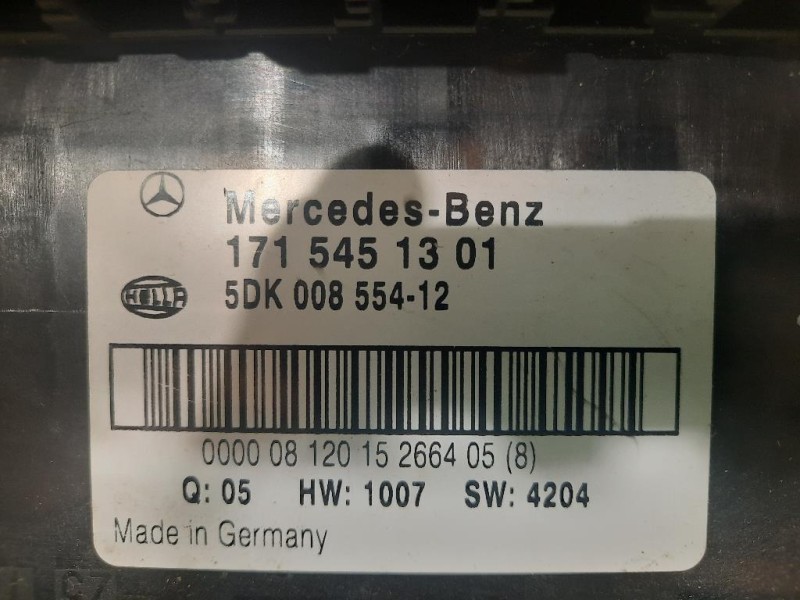 Mercedes-Benz
171 545 13 01
HELLA
5DK 008 554-12
0000 08 120 15 2664 05 (8)
Q: 05 HW: 1007 SW: 4204
Made in Germany